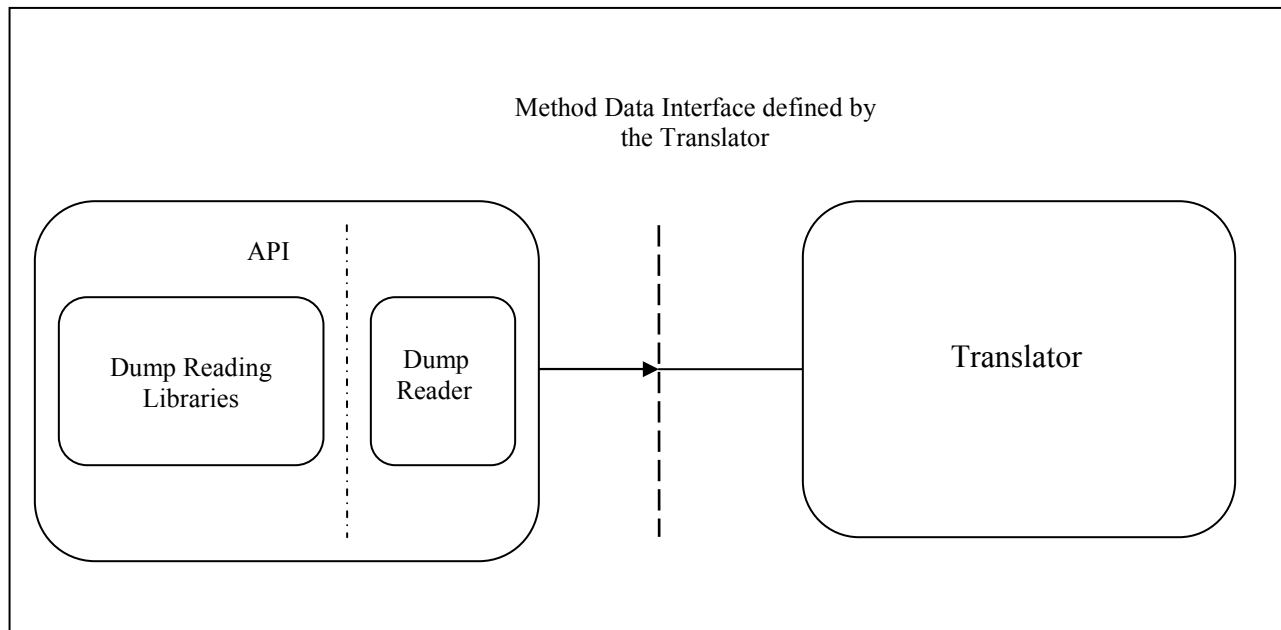 Method Data Interface defined by
the Translator
API
Dump Reading
Libraries
Dump
Reader
Translator